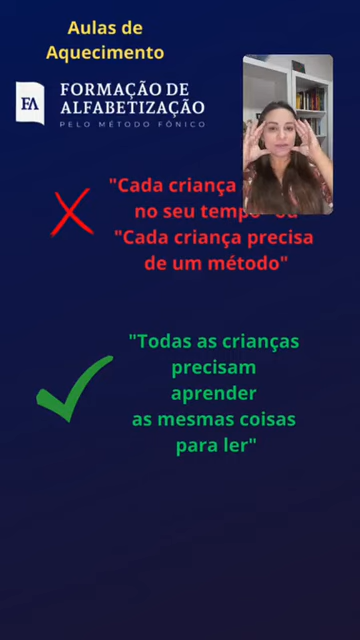 Aulas de
Aquecimento
FA
FORMAÇÃO DE
ALFABETIZAÇÃO
PELO MÉTODO FÔNICO
"Cada criança
no seu tempo" ou
"Cada criança precisa
de um método"
"Todas as crianças
precisam
aprender
as mesmas coisas
para ler"